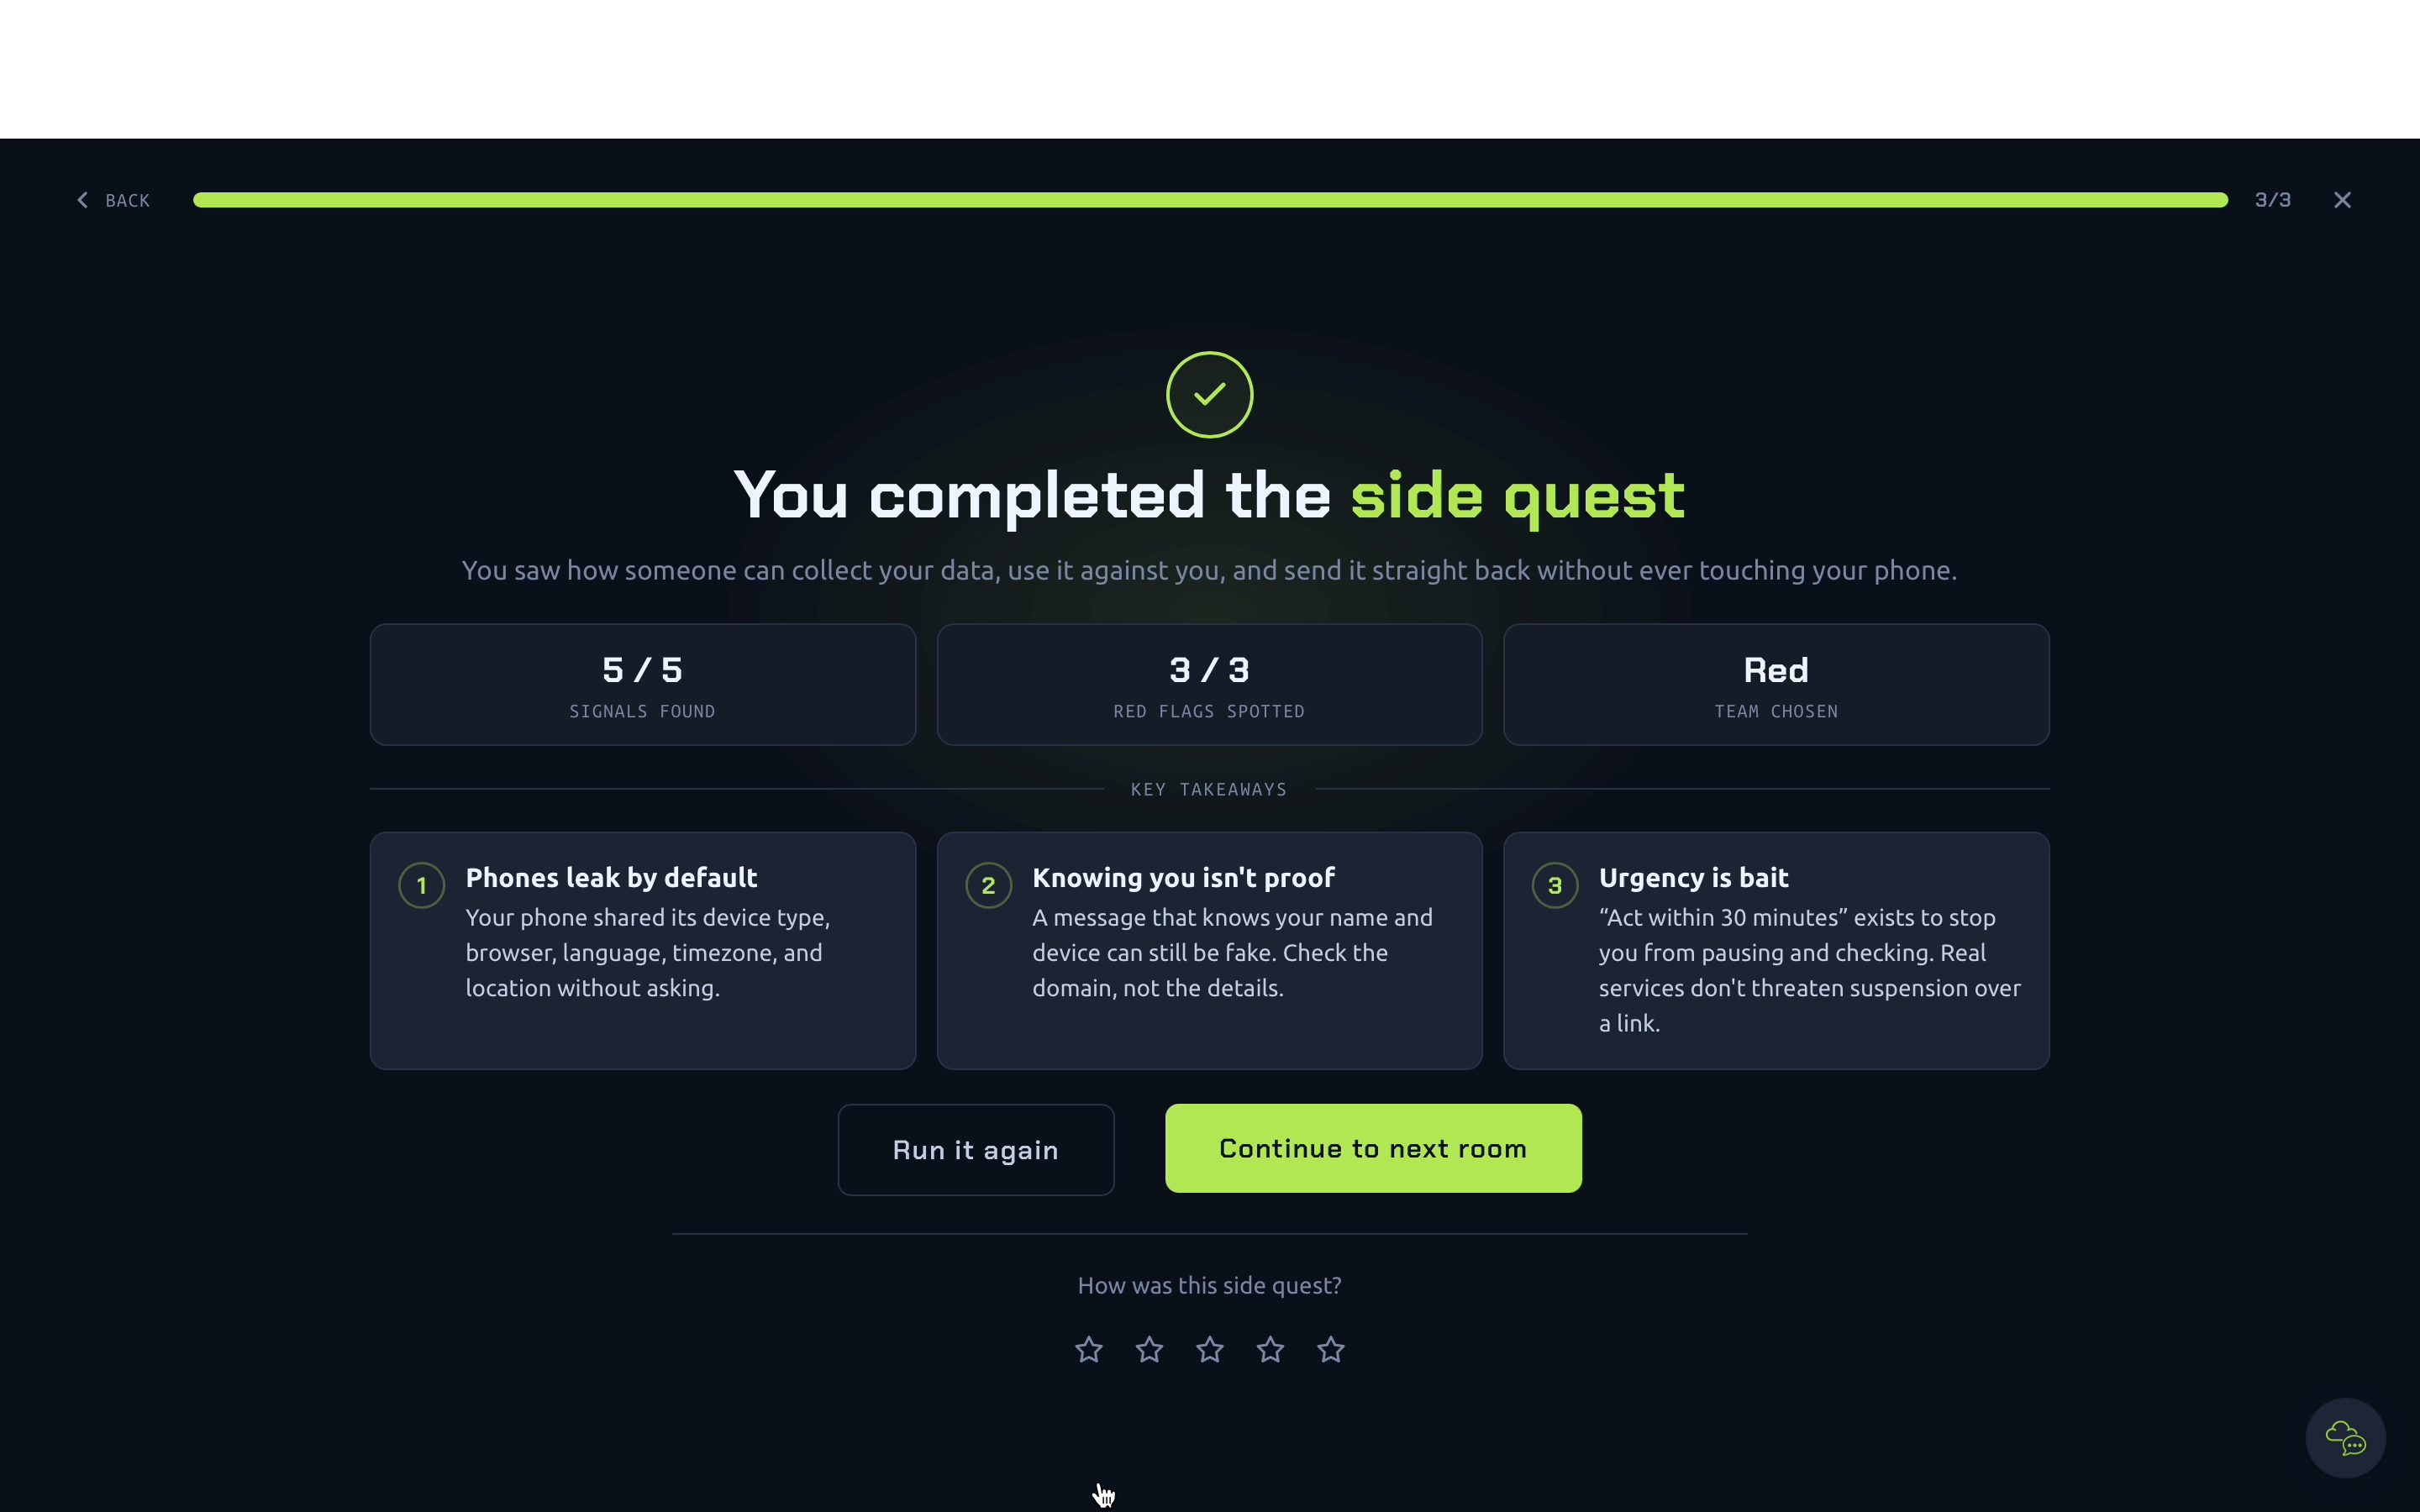 BACK
3/3
You completed the side quest
You saw how someone can collect your data, use it against you, and send it straight back without ever touching your phone.
5 / 5
SIGNALS FOUND
3 / 3
RED FLAGS SPOTTED
Red
TEAM CHOSEN
KEY TAKEAWAYS
1
Phones leak by default
Your phone shared its device type,
browser, language, timezone, and
location without asking.
2
Knowing you isn't proof
A message that knows your name and
device can still be fake. Check the
domain, not the details.
3
Urgency is bait
“Act within 30 minutes” exists to stop
you from pausing and checking. Real
services don't threaten suspension over
a link.
Run it again
Continue to next room
How was this side quest?